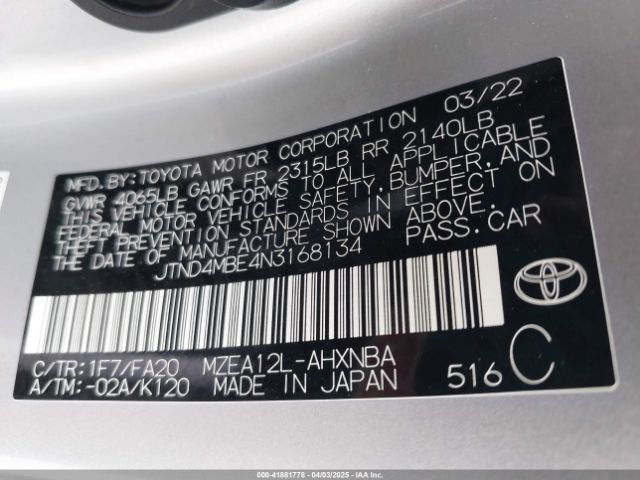 MFD. BY: TOYOTA MOTOR CORPORATION 03/22
GVWR 4065LB GAWR FR 2315LB RR 2140LB
THIS VEHICLE CONFORMS TO ALL APPLICABLE
FEDERAL MOTOR VEHICLE SAFETY, BUMPER, AND
THEFT PREVENTION STANDARDS IN EFFECT ON
THE DATE OF MANUFACTURE SHOWN ABOVE.
JTND4MBE4N3168134 PASS. CAR
C/TR: 1F7/FA20 MZEA12L-AHXNBA
A/TM: -02A/K120 MADE IN JAPAN 516 C
TOYOTA
000-41881778 - 04/03/2025 - IAAI.CA